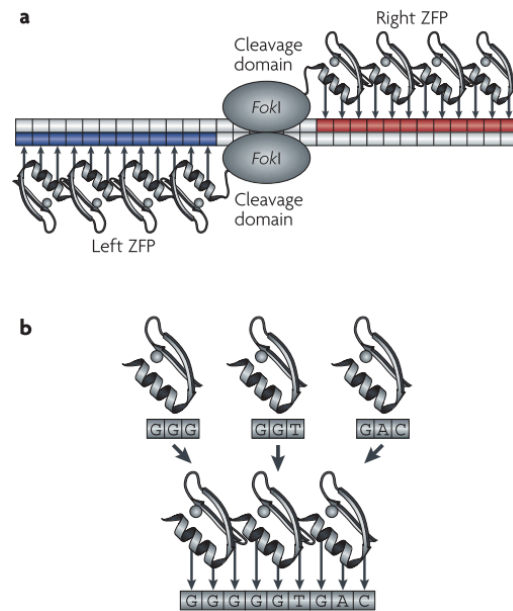 a
Right ZFP
Cleavage
domain
FokI
FokI
Cleavage
domain
Left ZFP
b
GGG GGT GAC
GGGGGTGAC